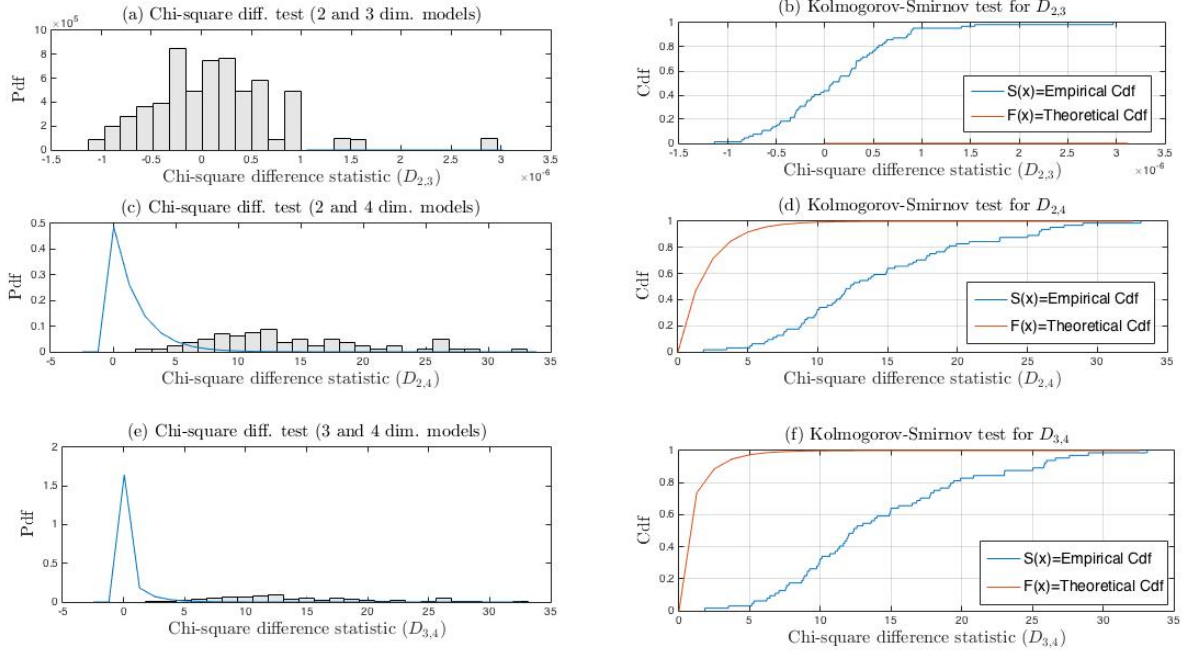 (a) Chi-square diff. test (2 and 3 dim. models)
×10⁵
10
8
6
4
2
0
Pdf
-1.5 -1 -0.5 0 0.5 1 1.5 2 2.5 3 3.5
Chi-square difference statistic (D₂,₃)
×10⁻⁶
(b) Kolmogorov-Smirnov test for D₂,₃
1
0.8
0.6
0.4
0.2
0
Cdf
S(x)=Empirical Cdf
F(x)=Theoretical Cdf
-1.5 -1 -0.5 0 0.5 1 1.5 2 2.5 3 3.5
Chi-square difference statistic (D₂,₃)
×10⁻⁶
(c) Chi-square diff. test (2 and 4 dim. models)
0.5
0.4
0.3
0.2
0.1
0
Pdf
-5 0 5 10 15 20 25 30 35
Chi-square difference statistic (D₂,₄)
(d) Kolmogorov-Smirnov test for D₂,₄
1
0.8
0.6
0.4
0.2
0
Cdf
S(x)=Empirical Cdf
F(x)=Theoretical Cdf
0 5 10 15 20 25 30 35
Chi-square difference statistic (D₂,₄)
(e) Chi-square diff. test (3 and 4 dim. models)
2
1.5
1
0.5
0
Pdf
-5 0 5 10 15 20 25 30 35
Chi-square difference statistic (D₃,₄)
(f) Kolmogorov-Smirnov test for D₃,₄
1
0.8
0.6
0.4
0.2
0
Cdf
S(x)=Empirical Cdf
F(x)=Theoretical Cdf
0 5 10 15 20 25 30 35
Chi-square difference statistic (D₃,₄)